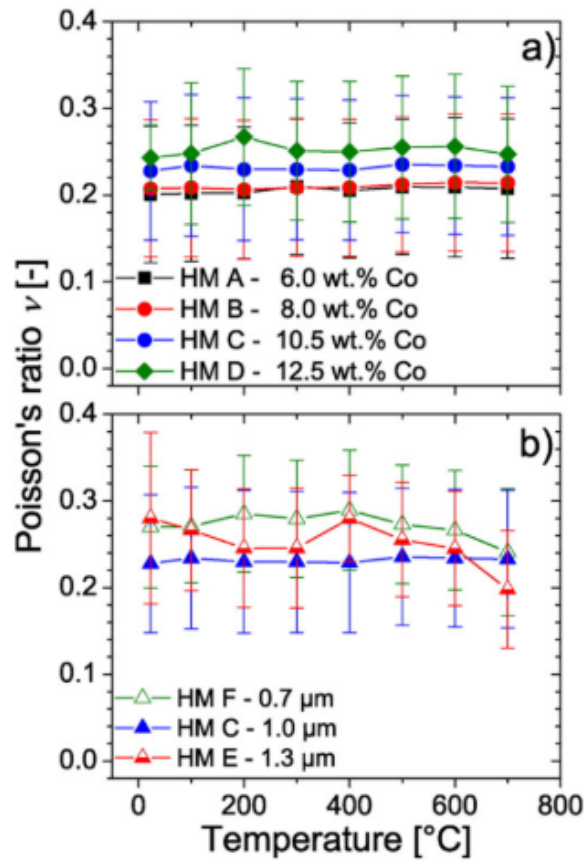 0.4
a)
0.3
0.2
HM A - 6.0 wt.% Co
0.1
HM B - 8.0 wt.% Co
HM C - 10.5 wt.% Co
0.0
HM D - 12.5 wt.% Co
Poisson's ratio ν [-]
0.4
b)
0.3
0.2
0.1
HM F - 0.7 µm
HM C - 1.0 µm
0.0
HM E - 1.3 µm
0 200 400 600 800
Temperature [°C]